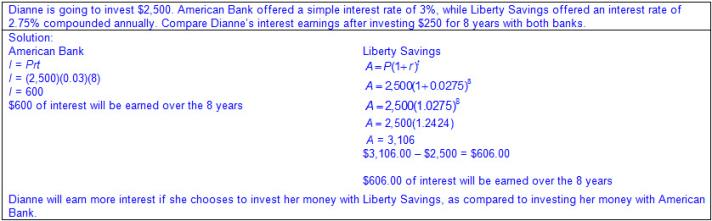 Dianne is going to invest $2,500. American Bank offered a simple interest rate of 3%, while Liberty Savings offered an interest rate of
2.75% compounded annually. Compare Dianne's interest earnings after investing $250 for 8 years with both banks.
Solution:
American Bank
I = Prt
I = (2,500)(0.03)(8)
I = 600
$600 of interest will be earned over the 8 years
Liberty Savings
A = P(1+r)^t
A = 2,500(1+0.0275)^8
A = 2,500(1.0275)^8
A = 2,500(1.2424)
A = 3,106
$3,106.00 – $2,500 = $606.00
$606.00 of interest will be earned over the 8 years
Dianne will earn more interest if she chooses to invest her money with Liberty Savings, as compared to investing her money with American
Bank.